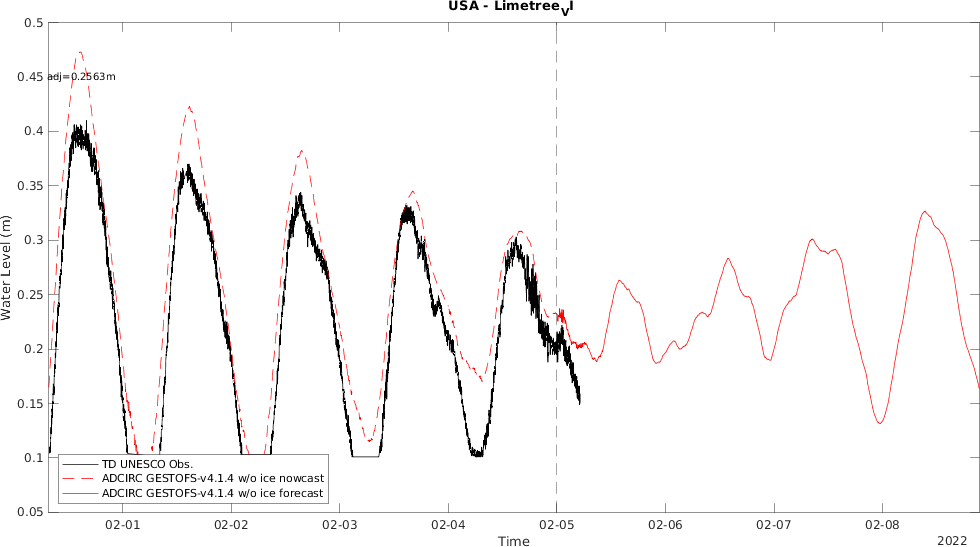 USA - Limetree_VI
0.5
0.45
0.4
0.35
0.3
0.25
0.2
0.15
0.1
0.05
Water Level (m)
adj=0.2563m
TD UNESCO Obs.
ADCIRC GESTOFS-v4.1.4 w/o ice nowcast
ADCIRC GESTOFS-v4.1.4 w/o ice forecast
02-01 02-02 02-03 02-04 02-05 02-06 02-07 02-08
Time
2022